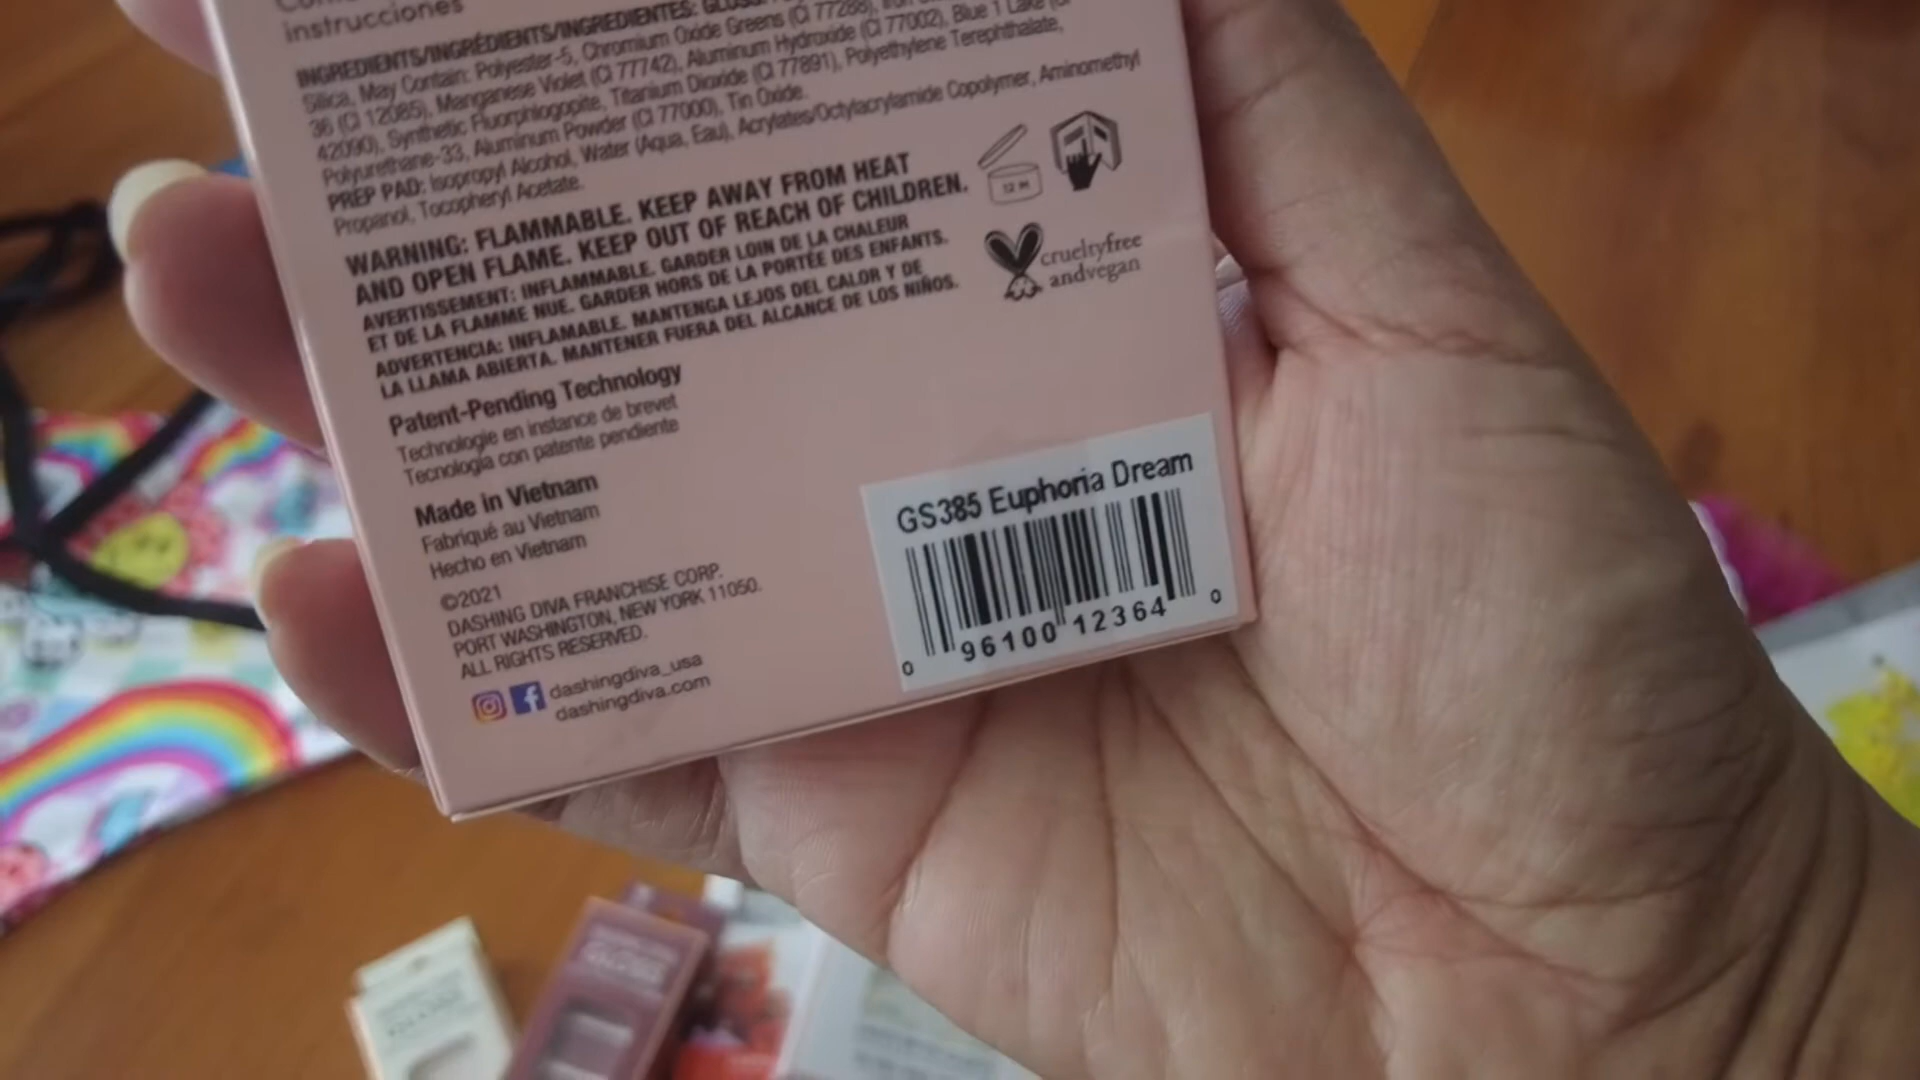 instrucciones
INGREDIENTS/INGRÉDIENTS/INGREDIENTES:
Silica, May Contain: Polyester-5, Chromium Oxide Greens (CI 77288),
36 (CI 12085), Manganese Violet (CI 77742), Aluminum Hydroxide (CI 77002), Blue 1 Lake
42090), Synthetic Fluorphlogopite, Titanium Dioxide (CI 77891), Polyethylene Terephthalate,
Polyurethane-33, Aluminum Powder (CI 77000), Tin Oxide.
PREP PAD: Isopropyl Alcohol, Water (Aqua, Eau), Acrylates/Octylacrylamide Copolymer, Aminomethyl
Propanol, Tocopheryl Acetate.
WARNING: FLAMMABLE. KEEP AWAY FROM HEAT
AND OPEN FLAME. KEEP OUT OF REACH OF CHILDREN.
AVERTISSEMENT: INFLAMMABLE. GARDER LOIN DE LA CHALEUR
ET DE LA FLAMME NUE. GARDER HORS DE LA PORTÉE DES ENFANTS.
ADVERTENCIA: INFLAMABLE. MANTENGA LEJOS DEL CALOR Y DE
LA LLAMA ABIERTA. MANTENER FUERA DEL ALCANCE DE LOS NIÑOS.
12 M
crueltyfree
andvegan
Patent-Pending Technology
Technologie en instance de brevet
Tecnología con patente pendiente
Made in Vietnam
Fabriqué au Vietnam
Hecho en Vietnam
©2021
DASHING DIVA FRANCHISE CORP.
PORT WASHINGTON, NEW YORK 11050.
ALL RIGHTS RESERVED.
dashingdiva_usa
dashingdiva.com
GS385 Euphoria Dream
0 96100 12364 0